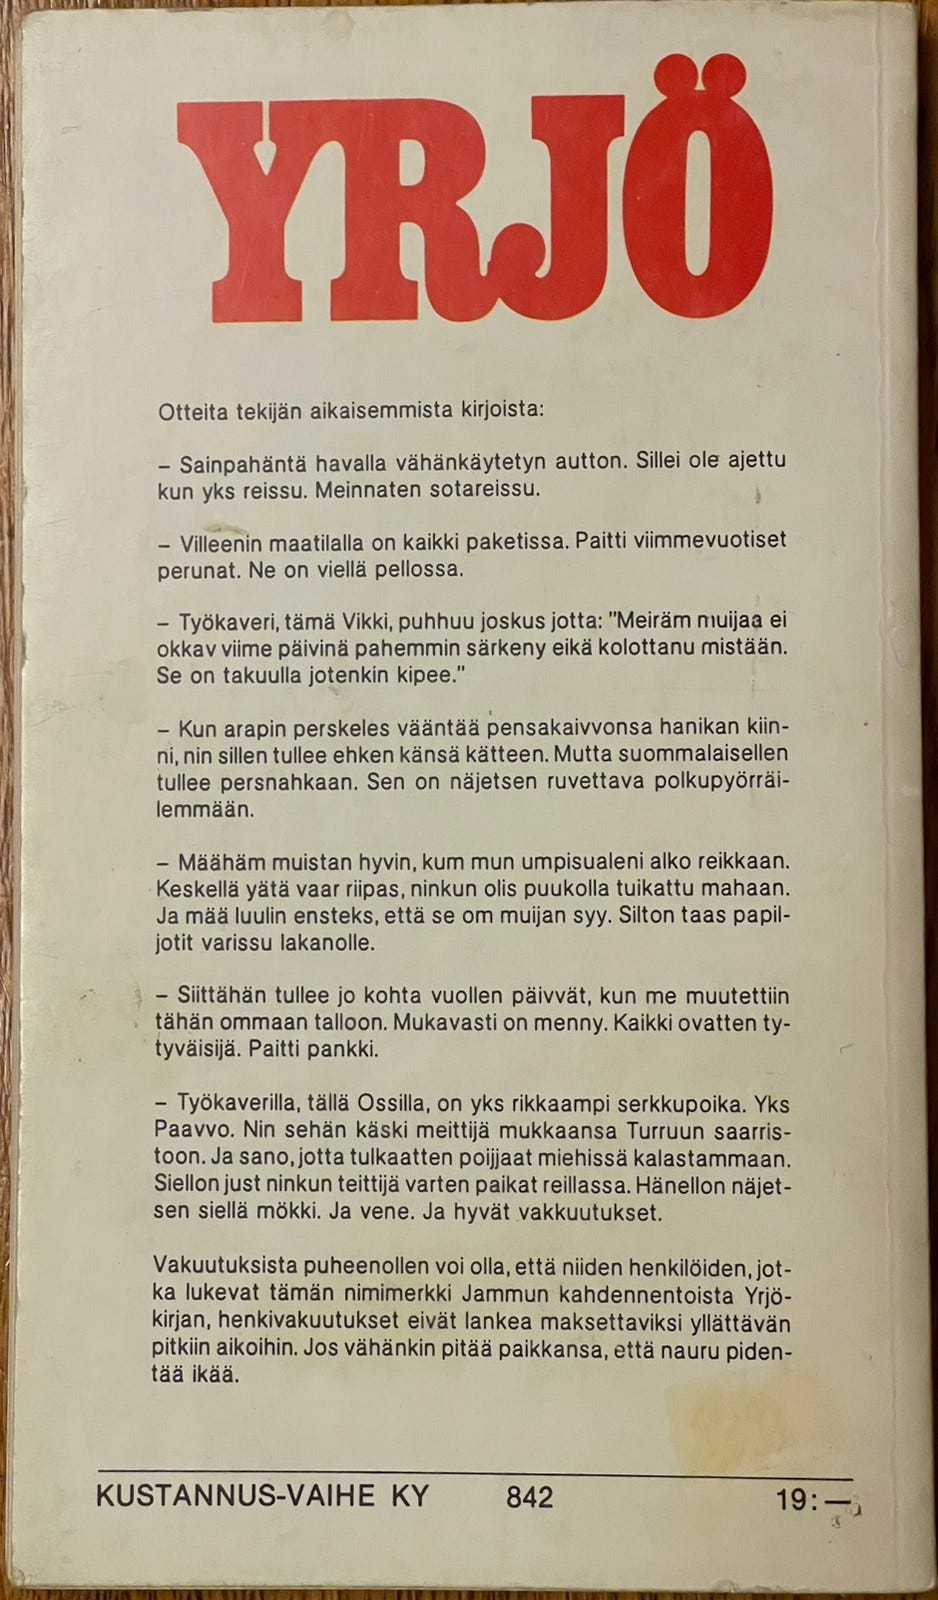 YRJÖ
Otteita tekijän aikaisemmista kirjoista:
– Sainpahäntä havalla vähänkäytetyn autton. Sillei ole ajettu
kun yks reissu. Meinnaten sotareissu.
– Villeenin maatilalla on kaikki paketissa. Paitti viimmevuotiset
perunat. Ne on viellä pellossa.
– Työkaveri, tämä Vikki, puhhuu joskus jotta: "Meiräm muijaa ei
okkav viime päivinä pahemmin särkeny eikä kolottanu mistään.
Se on takuulla jotenkin kipee."
– Kun arapin perskeles vääntää pensakaivvonsa hanikan kiin-
ni, nin sillen tullee ehken känsä kätteen. Mutta suommalaisellen
tullee persnahkaan. Sen on näjetsen ruvettava polkupyörräi-
lemmään.
– Määhäm muistan hyvin, kum mun umpisualeni alko reikkaan.
Keskellä yätä vaar riipas, ninkun olis puukolla tuikattu mahaan.
Ja mää luulin ensteks, että se om muijan syy. Silton taas papil-
jotit varissu lakanolle.
– Siittähän tullee jo kohta vuollen päivvät, kun me muutettiin
tähän ommaan talloon. Mukavasti on menny. Kaikki ovatten ty-
tyväisijä. Paitti pankki.
– Työkaverilla, tällä Ossilla, on yks rikkaampi serkkupoika. Yks
Paavvo. Nin sehän käski meittijä mukkaansa Turruun saarris-
toon. Ja sano, jotta tulkaatten poijjaat miehissä kalastammaan.
Siellon just ninkun teittijä varten paikat reillassa. Hänellon näjet-
sen siellä mökki. Ja vene. Ja hyvät vakkuutukset.
Vakuutuksista puheenollen voi olla, että niiden henkilöiden, jot-
ka lukevat tämän nimimerkki Jammun kahdennentoista Yrjö-
kirjan, henkivakuutukset eivät lankea maksettaviksi yllättävän
pitkiin aikoihin. Jos vähänkin pitää paikkansa, että nauru piden-
tää ikää.
KUSTANNUS-VAIHE KY 842 19:—